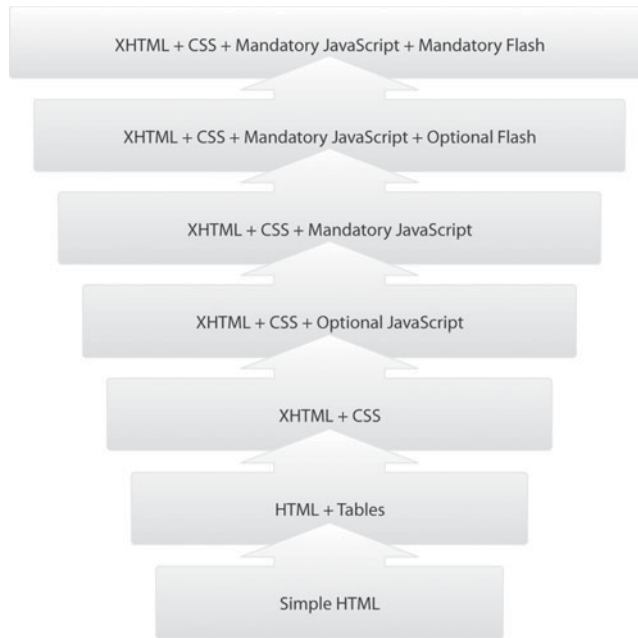 XHTML + CSS + Mandatory JavaScript + Mandatory Flash
XHTML + CSS + Mandatory JavaScript + Optional Flash
XHTML + CSS + Mandatory JavaScript
XHTML + CSS + Optional JavaScript
XHTML + CSS
HTML + Tables
Simple HTML